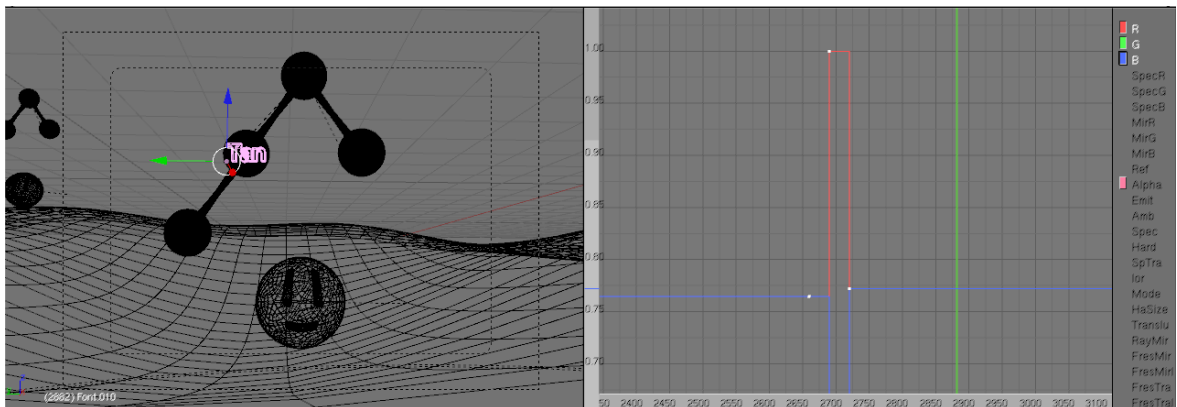 (2882) Font.010
1.00
0.95
0.90
0.85
0.80
0.75
0.70
50 2400 2450 2500 2550 2600 2650 2700 2750 2800 2850 2900 2950 3000 3050 3100
R
G
B
SpecR
SpecG
SpecB
MirR
MirG
MirB
Ref
Alpha
Emit
Amb
Spec
Hard
SpTra
Ior
Mode
HaSize
Translu
RayMir
FresMir
FresMirI
FresTra
FresTraI